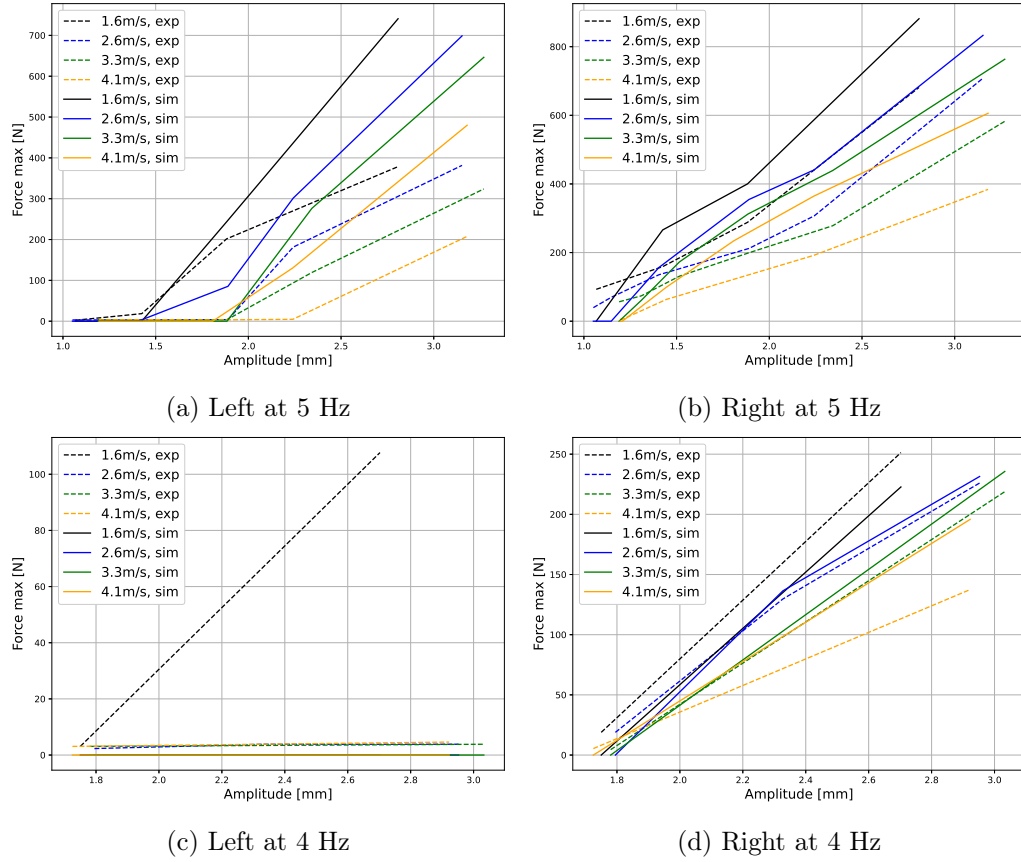 Force max [N]
700
600
500
400
300
200
100
0
1.6m/s, exp
2.6m/s, exp
3.3m/s, exp
4.1m/s, exp
1.6m/s, sim
2.6m/s, sim
3.3m/s, sim
4.1m/s, sim
1.0 1.5 2.0 2.5 3.0
Amplitude [mm]
(a) Left at 5 Hz
Force max [N]
800
600
400
200
0
1.6m/s, exp
2.6m/s, exp
3.3m/s, exp
4.1m/s, exp
1.6m/s, sim
2.6m/s, sim
3.3m/s, sim
4.1m/s, sim
1.0 1.5 2.0 2.5 3.0
Amplitude [mm]
(b) Right at 5 Hz
Force max [N]
100
80
60
40
20
0
1.6m/s, exp
2.6m/s, exp
3.3m/s, exp
4.1m/s, exp
1.6m/s, sim
2.6m/s, sim
3.3m/s, sim
4.1m/s, sim
1.8 2.0 2.2 2.4 2.6 2.8 3.0
Amplitude [mm]
(c) Left at 4 Hz
Force max [N]
250
200
150
100
50
0
1.6m/s, exp
2.6m/s, exp
3.3m/s, exp
4.1m/s, exp
1.6m/s, sim
2.6m/s, sim
3.3m/s, sim
4.1m/s, sim
1.8 2.0 2.2 2.4 2.6 2.8 3.0
Amplitude [mm]
(d) Right at 4 Hz